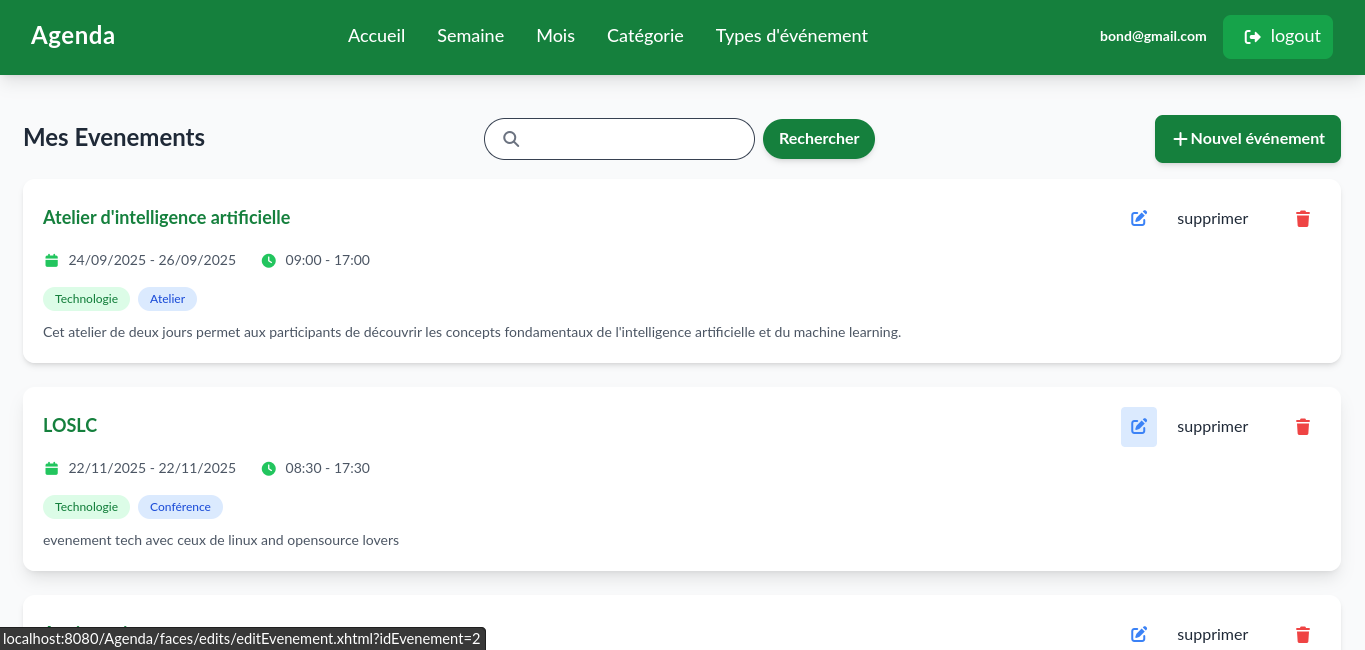 Agenda Accueil Semaine Mois Catégorie Types d'événement bond@gmail.com logout
Mes Evenements Rechercher Nouvel événement
Atelier d'intelligence artificielle supprimer
24/09/2025 - 26/09/2025 09:00 - 17:00
Technologie Atelier
Cet atelier de deux jours permet aux participants de découvrir les concepts fondamentaux de l'intelligence artificielle et du machine learning.
LOSLC supprimer
22/11/2025 - 22/11/2025 08:30 - 17:30
Technologie Conférence
evenement tech avec ceux de linux and opensource lovers
supprimer
localhost:8080/Agenda/faces/edits/editEvenement.xhtml?idEvenement=2